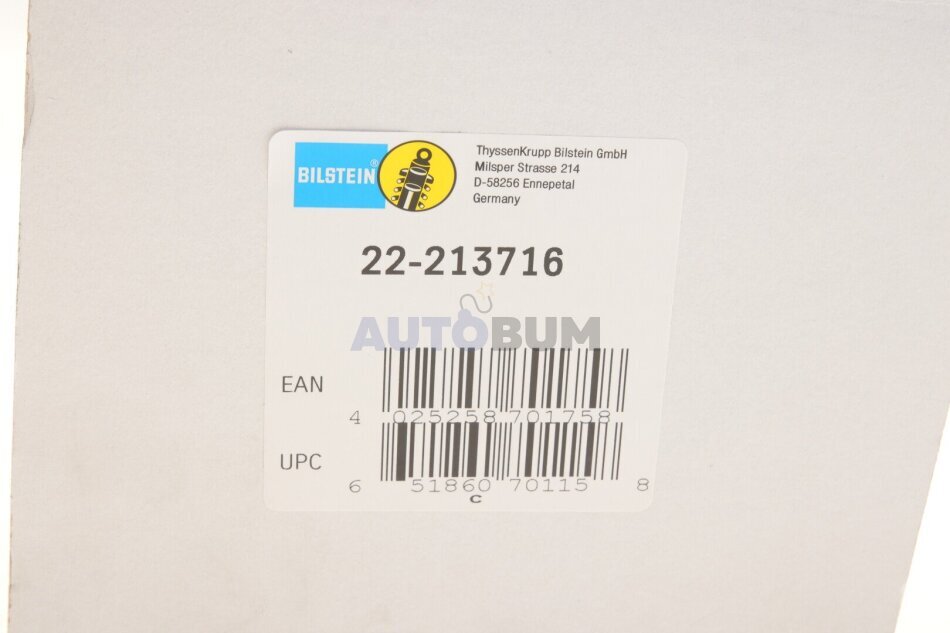 BILSTEIN®
ThyssenKrupp Bilstein GmbH
Milsper Strasse 214
D-58256 Ennepetal
Germany
22-213716
AUTOBUM
EAN
4 025258 701758
UPC
6 51860 70115 8
C